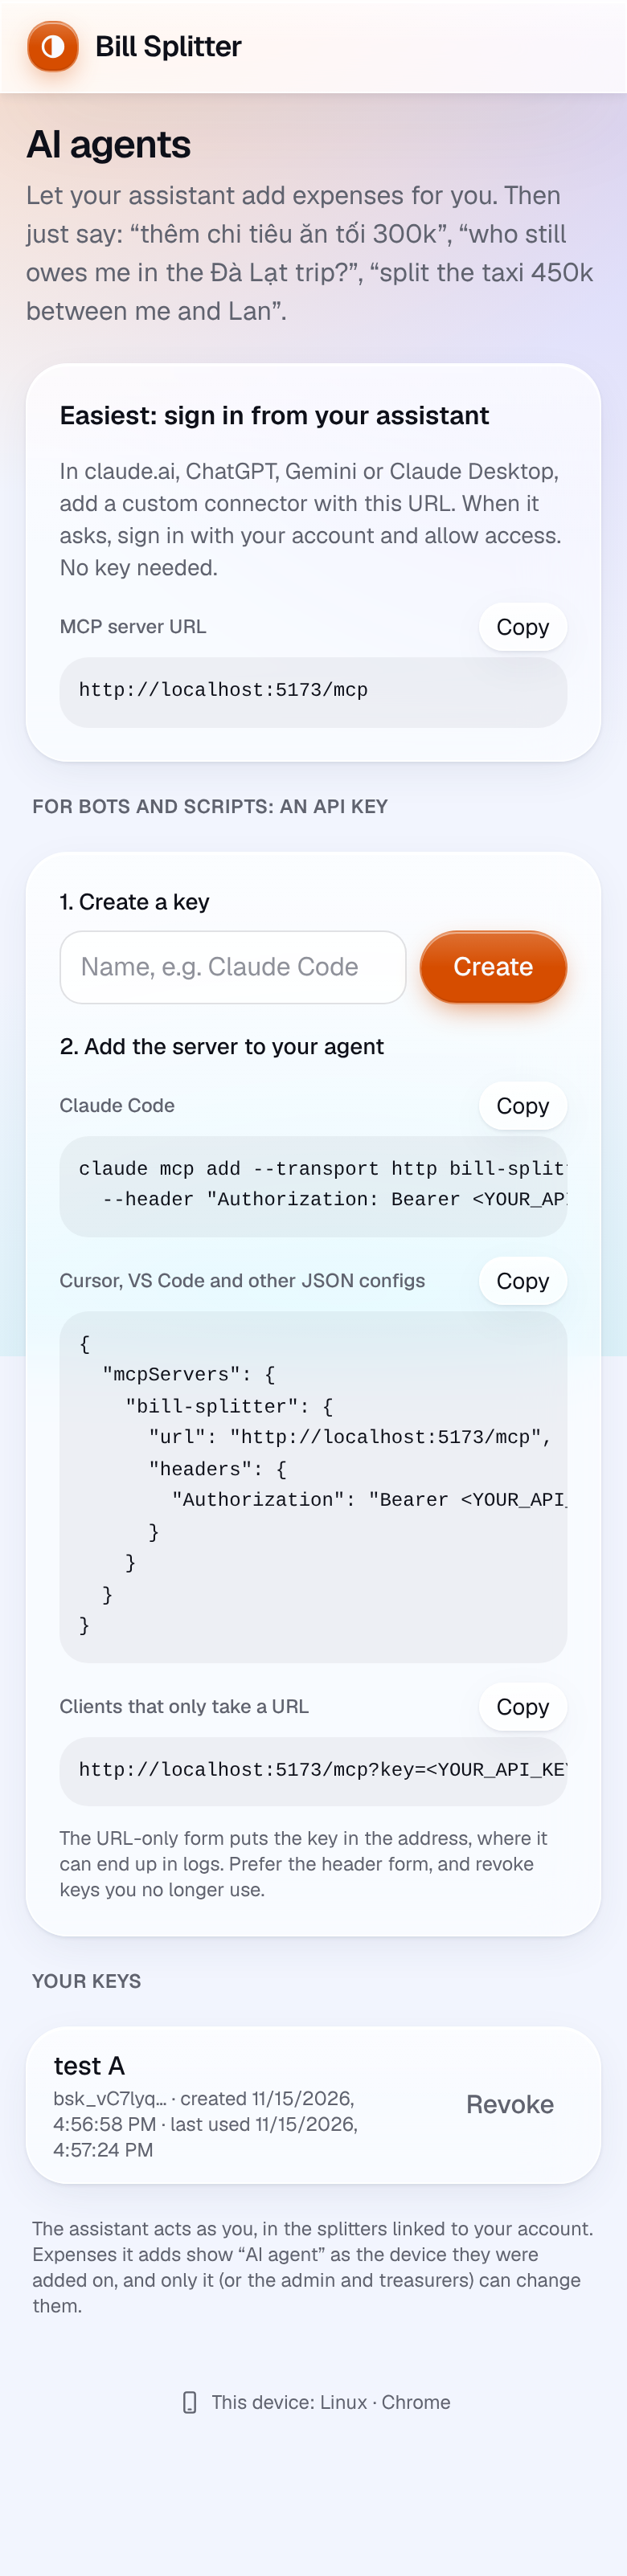 Bill Splitter
AI agents
Let your assistant add expenses for you. Then
just say: “thêm chi tiêu ăn tối 300k”, “who still
owes me in the Đà Lạt trip?”, “split the taxi 450k
between me and Lan”.
Easiest: sign in from your assistant
In claude.ai, ChatGPT, Gemini or Claude Desktop,
add a custom connector with this URL. When it
asks, sign in with your account and allow access.
No key needed.
MCP server URL
Copy
http://localhost:5173/mcp
FOR BOTS AND SCRIPTS: AN API KEY
1. Create a key
Name, e.g. Claude Code
Create
2. Add the server to your agent
Claude Code
Copy
claude mcp add --transport http bill-split
  --header "Authorization: Bearer <YOUR_AP
Cursor, VS Code and other JSON configs
Copy
{
  "mcpServers": {
    "bill-splitter": {
      "url": "http://localhost:5173/mcp",
      "headers": {
        "Authorization": "Bearer <YOUR_API_
      }
    }
  }
}
Clients that only take a URL
Copy
http://localhost:5173/mcp?key=<YOUR_API_KEY
The URL-only form puts the key in the address, where it
can end up in logs. Prefer the header form, and revoke
keys you no longer use.
YOUR KEYS
test A
bsk_vC7lyq… · created 11/15/2026,
4:56:58 PM · last used 11/15/2026,
4:57:24 PM
Revoke
The assistant acts as you, in the splitters linked to your account.
Expenses it adds show “AI agent” as the device they were
added on, and only it (or the admin and treasurers) can change
them.
This device: Linux · Chrome